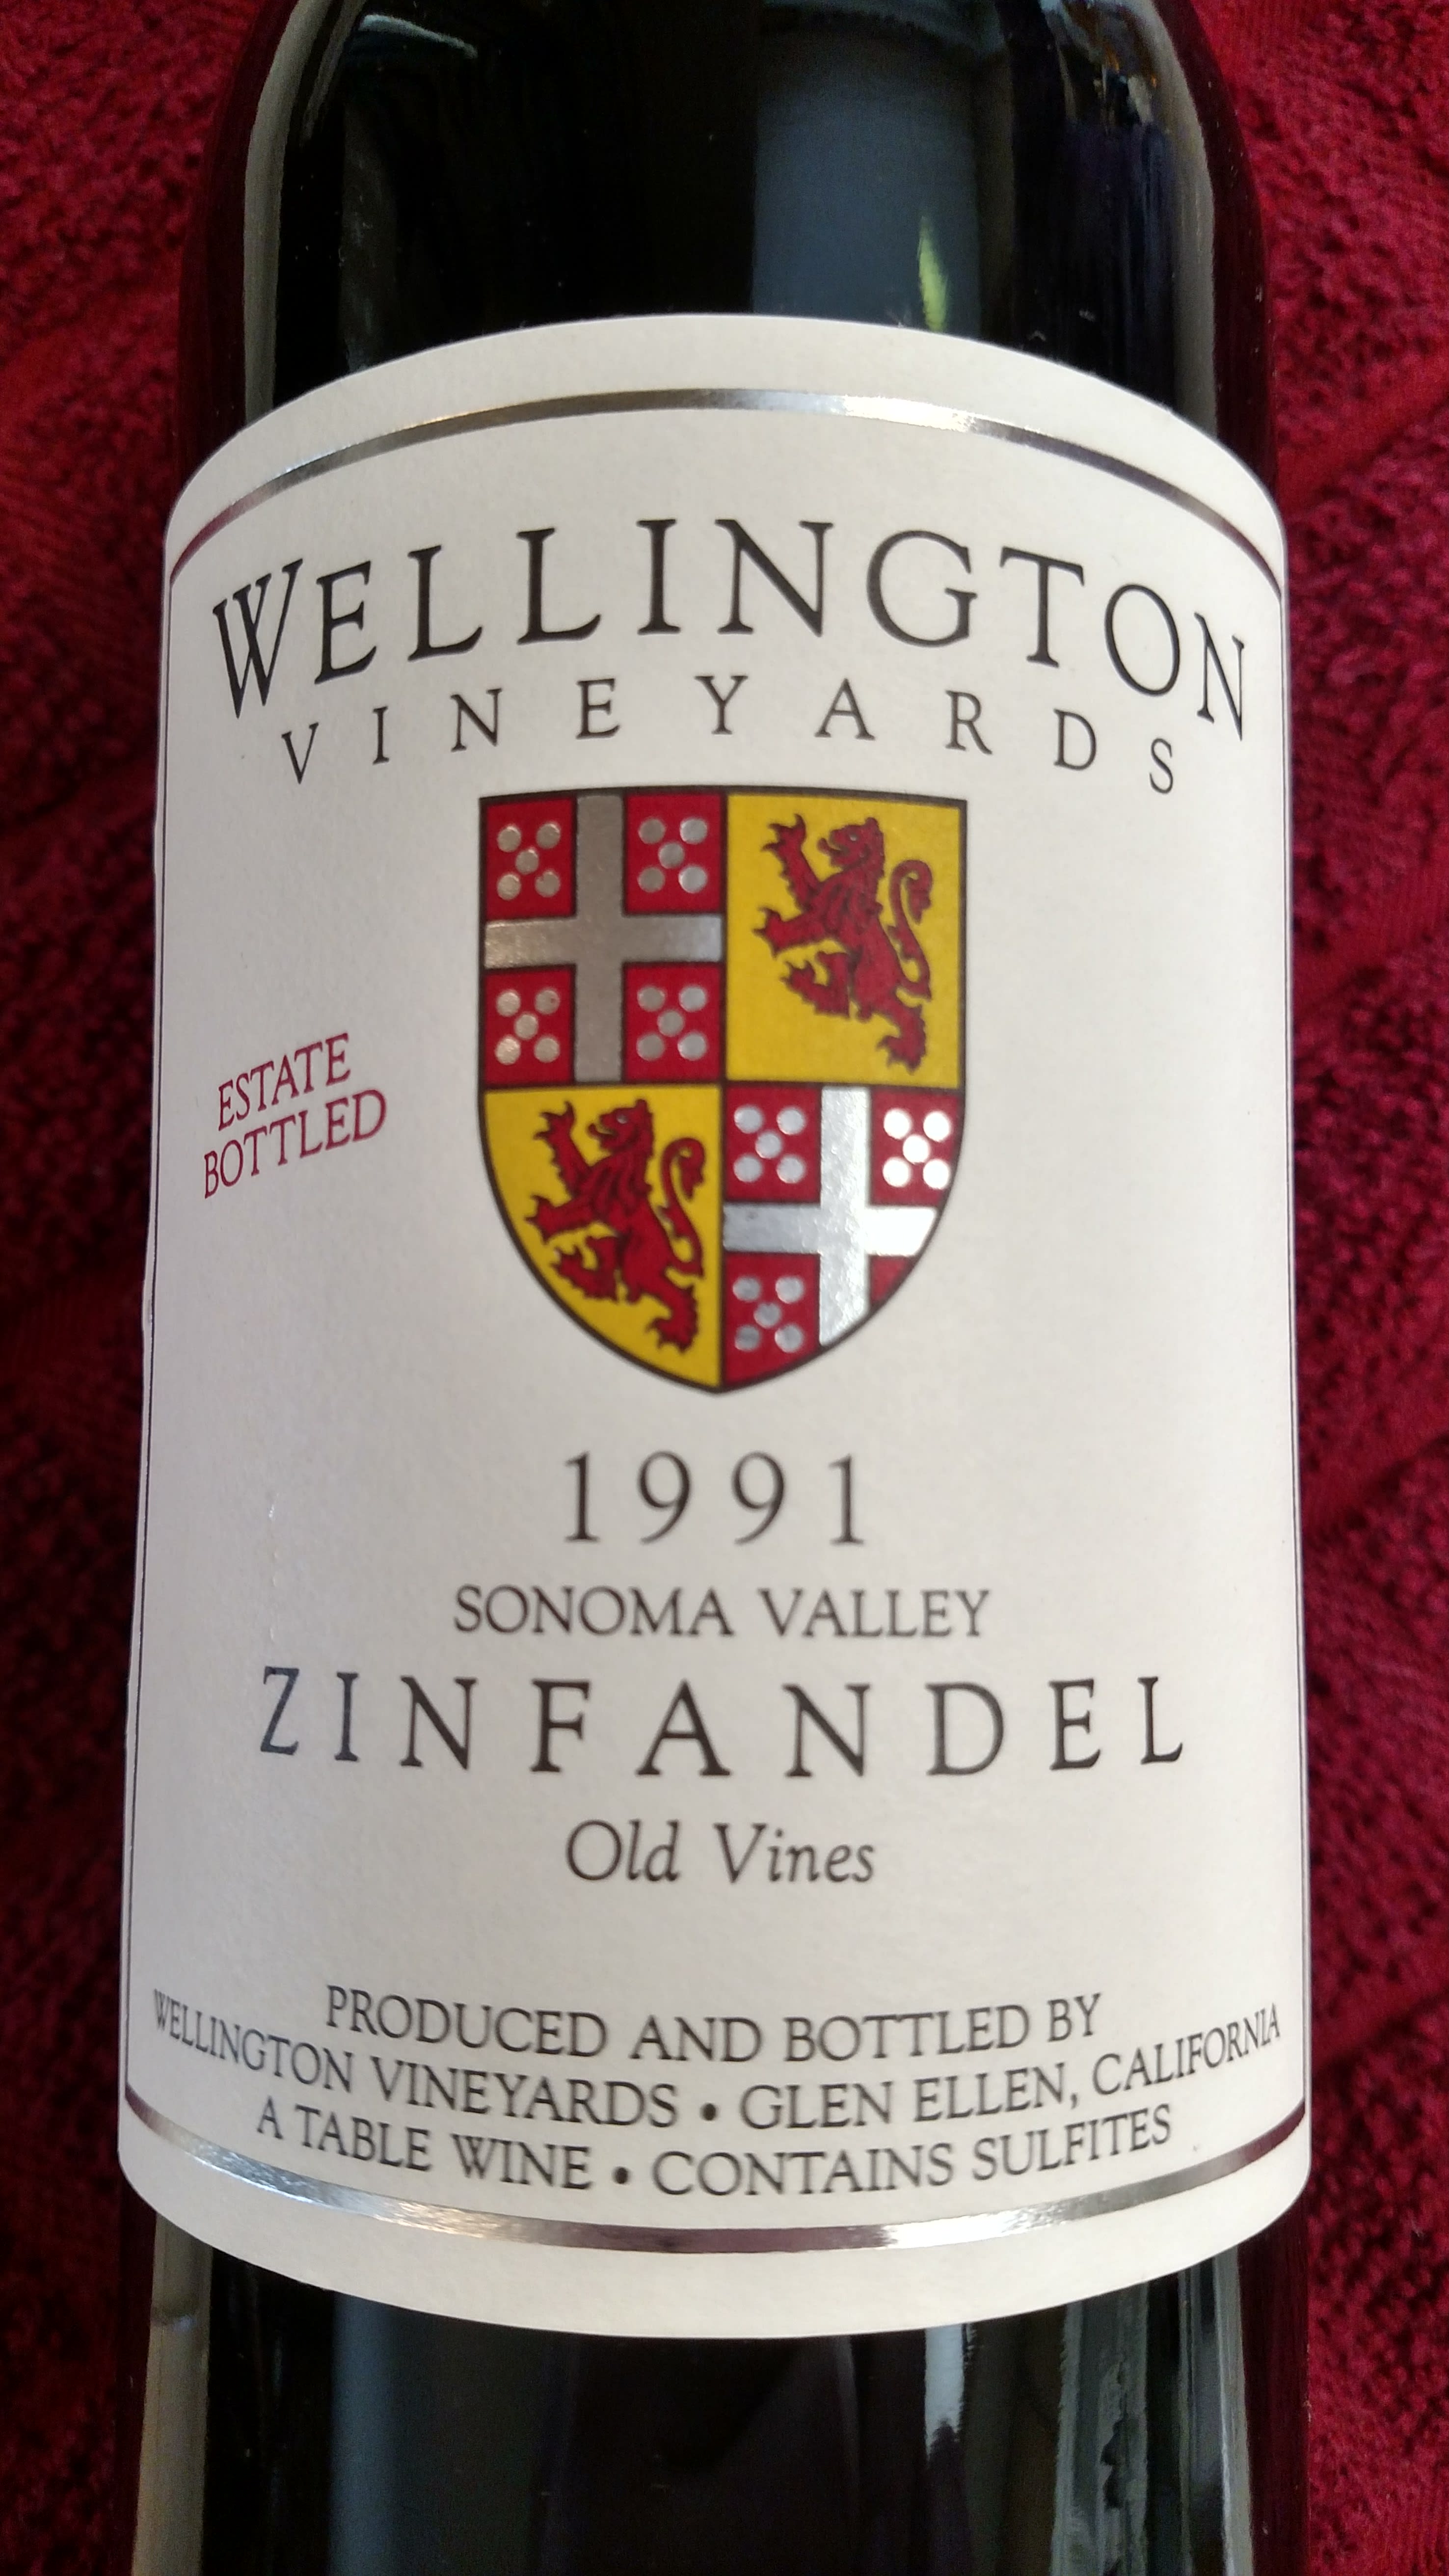 WELLINGTON
VINEYARDS
ESTATE
BOTTLED
1991
SONOMA VALLEY
ZINFANDEL
Old Vines
PRODUCED AND BOTTLED BY
WELLINGTON VINEYARDS • GLEN ELLEN, CALIFORNIA
A TABLE WINE • CONTAINS SULFITES